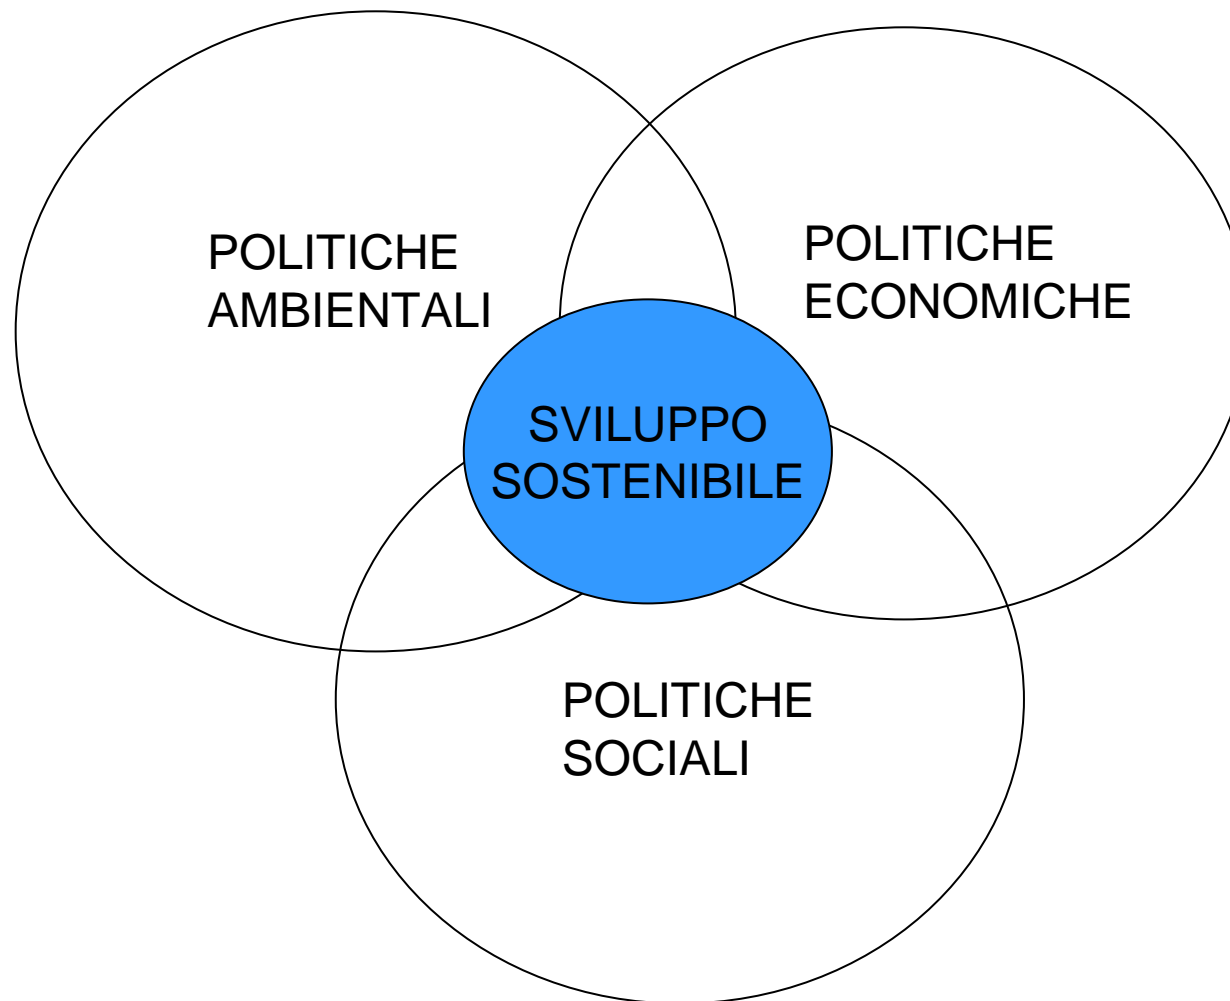 POLITICHE
AMBIENTALI
POLITICHE
ECONOMICHE
SVILUPPO
SOSTENIBILE
POLITICHE
SOCIALI